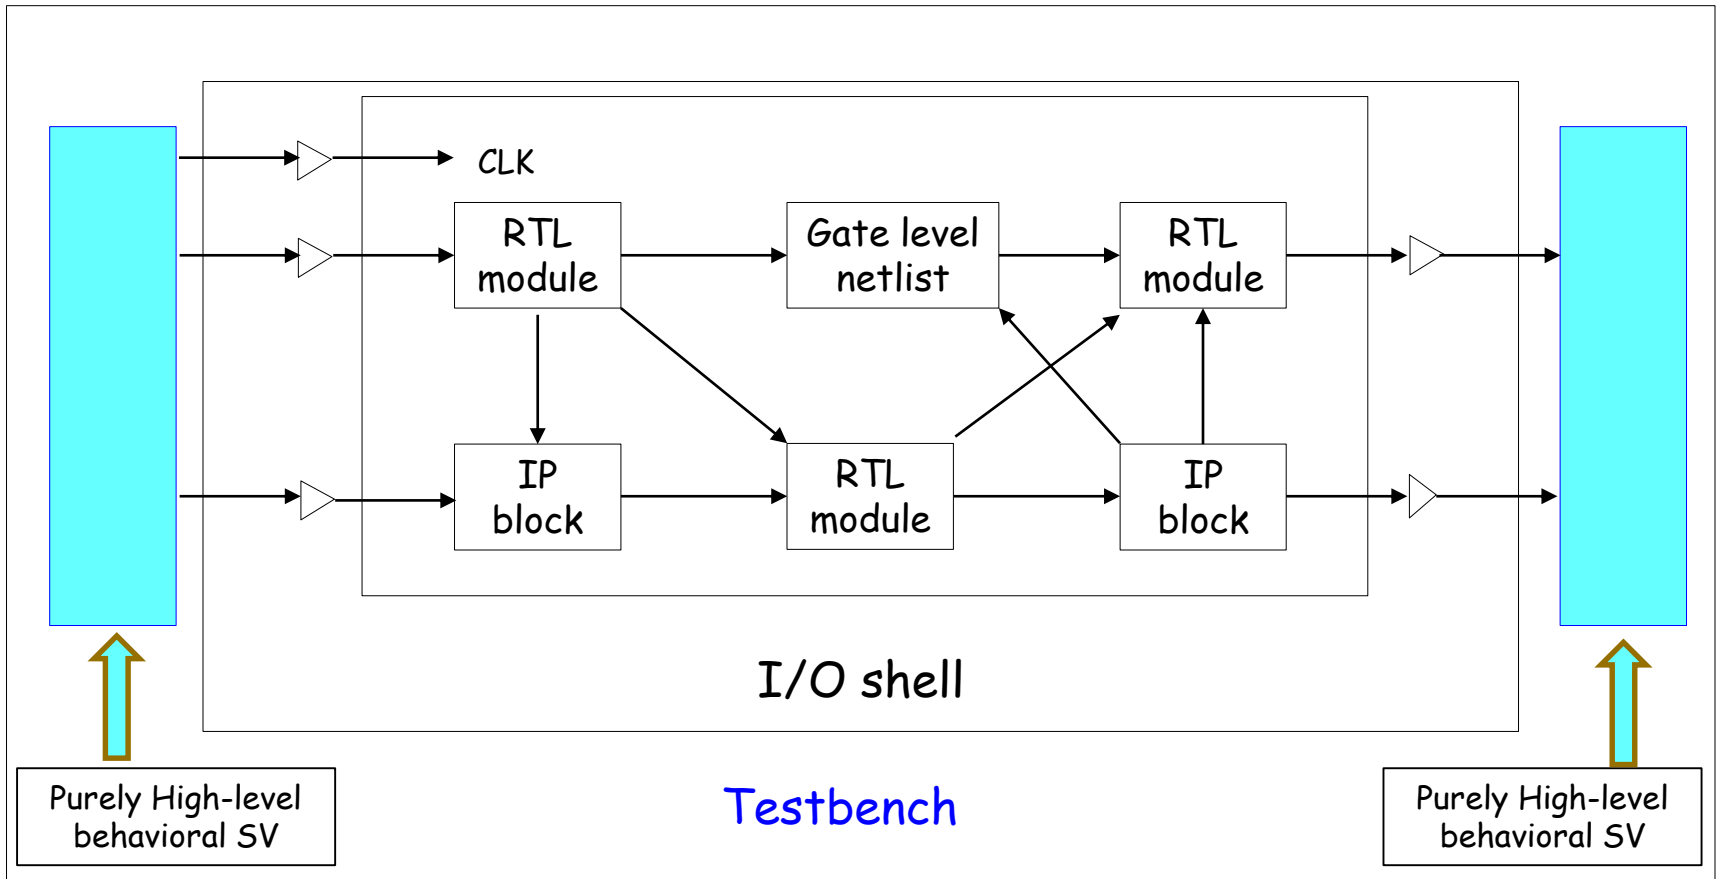 CLK
RTL
module
Gate level
netlist
RTL
module
IP
block
RTL
module
IP
block
I/O shell
Purely High-level
behavioral SV
Testbench
Purely High-level
behavioral SV